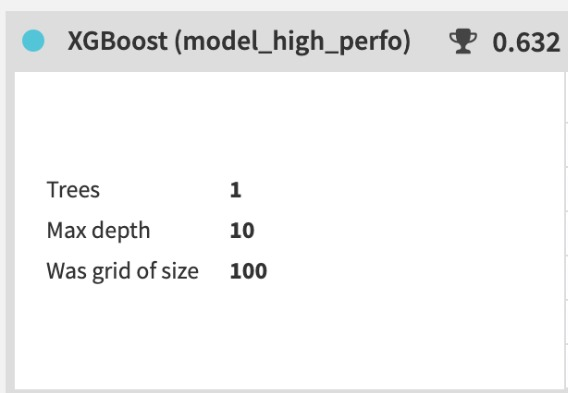 XGBoost (model_high_perfo) 0.632
Trees 1
Max depth 10
Was grid of size 100